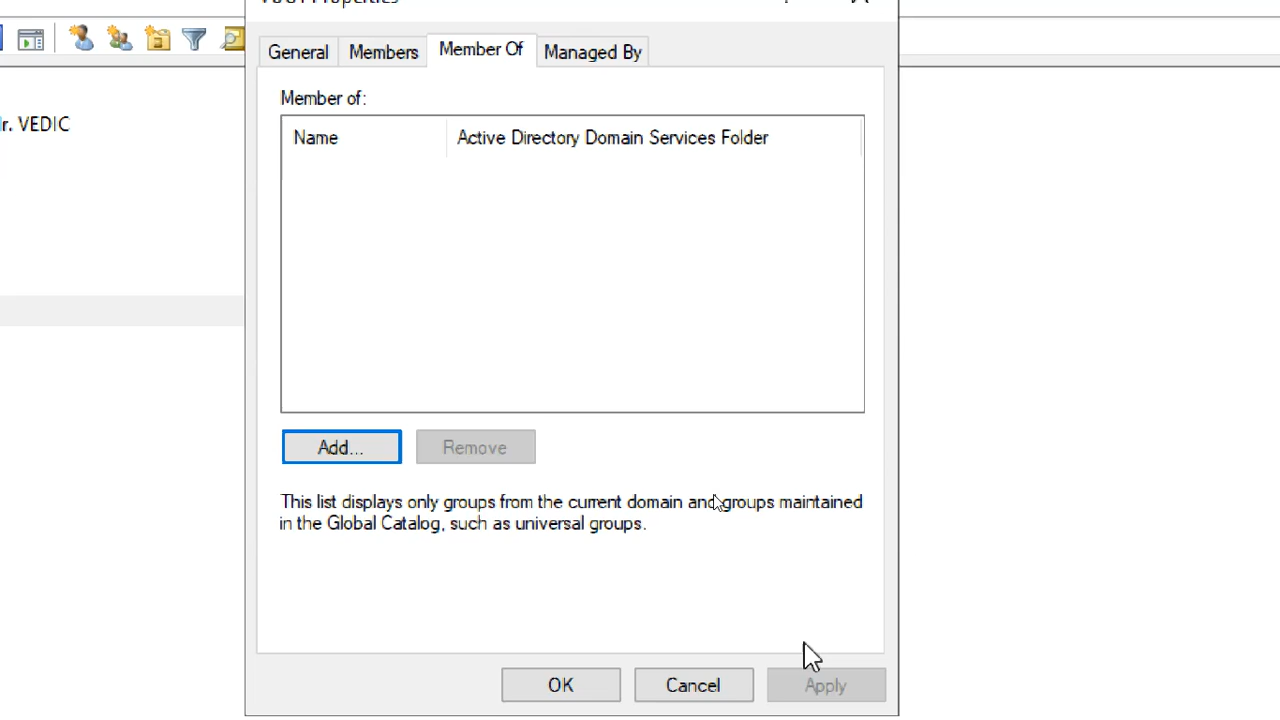 Properties
r. VEDIC
General Members Member Of Managed By
Member of:
Name Active Directory Domain Services Folder
Add... Remove
This list displays only groups from the current domain and groups maintained
in the Global Catalog, such as universal groups.
OK Cancel Apply